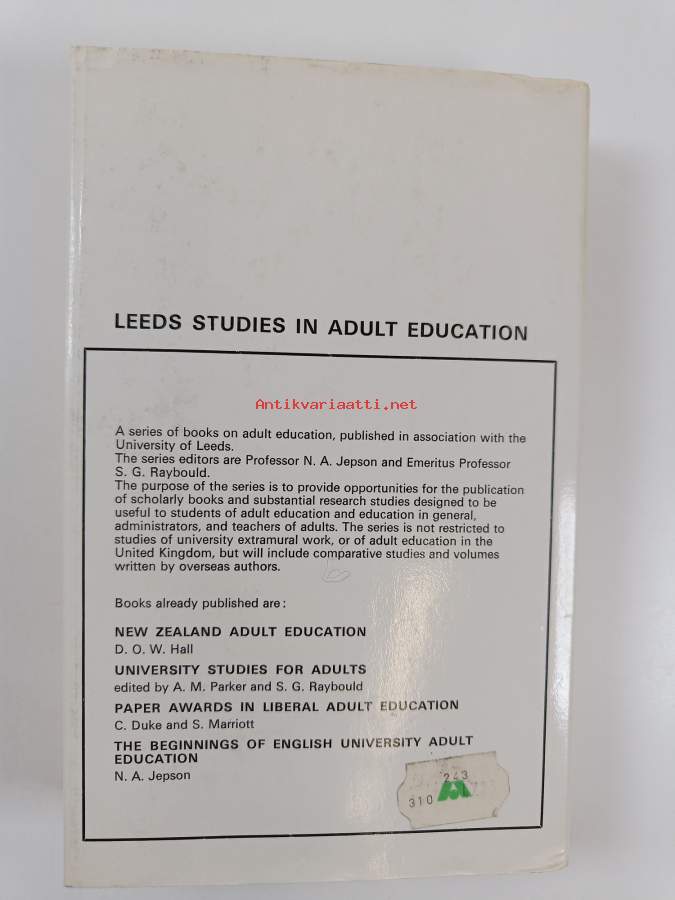 LEEDS STUDIES IN ADULT EDUCATION
Antikvariaatti.net
A series of books on adult education, published in association with the
University of Leeds.
The series editors are Professor N. A. Jepson and Emeritus Professor
S. G. Raybould.
The purpose of the series is to provide opportunities for the publication
of scholarly books and substantial research studies designed to be
useful to students of adult education and education in general,
administrators, and teachers of adults. The series is not restricted to
studies of university extramural work, or of adult education in the
United Kingdom, but will include comparative studies and volumes
written by overseas authors.
Books already published are:
NEW ZEALAND ADULT EDUCATION
D. O. W. Hall
UNIVERSITY STUDIES FOR ADULTS
edited by A. M. Parker and S. G. Raybould
PAPER AWARDS IN LIBERAL ADULT EDUCATION
C. Duke and S. Marriott
THE BEGINNINGS OF ENGLISH UNIVERSITY ADULT
EDUCATION
N. A. Jepson
243
310